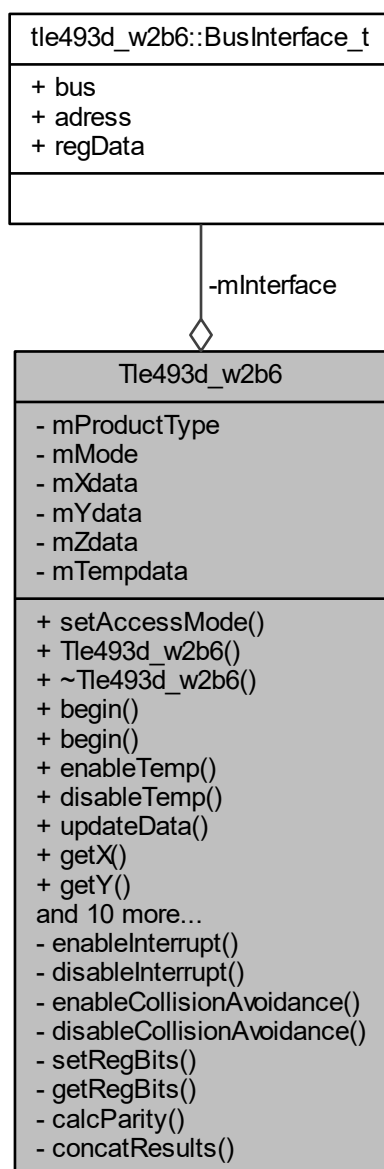 tle493d_w2b6::BusInterface_t
+ bus
+ adress
+ regData
-mInterface
Tle493d_w2b6
- mProductType
- mMode
- mXdata
- mYdata
- mZdata
- mTempdata
+ setAccessMode()
+ Tle493d_w2b6()
+ ~Tle493d_w2b6()
+ begin()
+ begin()
+ enableTemp()
+ disableTemp()
+ updateData()
+ getX()
+ getY()
and 10 more...
- enableInterrupt()
- disableInterrupt()
- enableCollisionAvoidance()
- disableCollisionAvoidance()
- setRegBits()
- getRegBits()
- calcParity()
- concatResults()